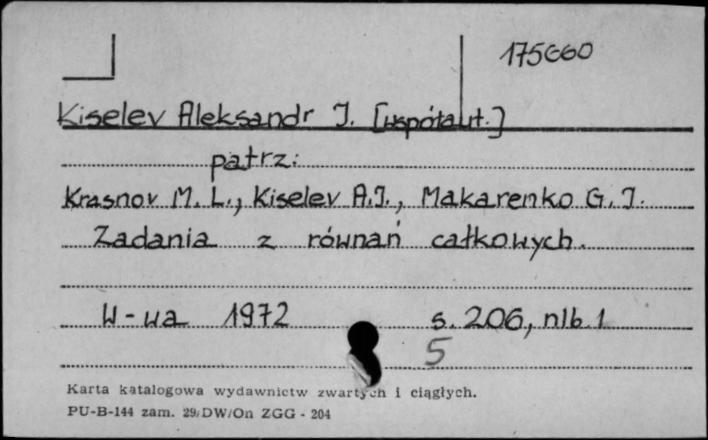 175660
Kiselev Aleksandr J. [współaut.]
patrz:
Krasnov M. L., Kiselev A.J., Makarenko G. J.
Zadania z równań całkowych.
W-wa 1972 s. 206, nlb. 1
5
Karta katalogowa wydawnictw zwartych i ciągłych.
PU-B-144 zam. 29/DW/On ZGG - 204